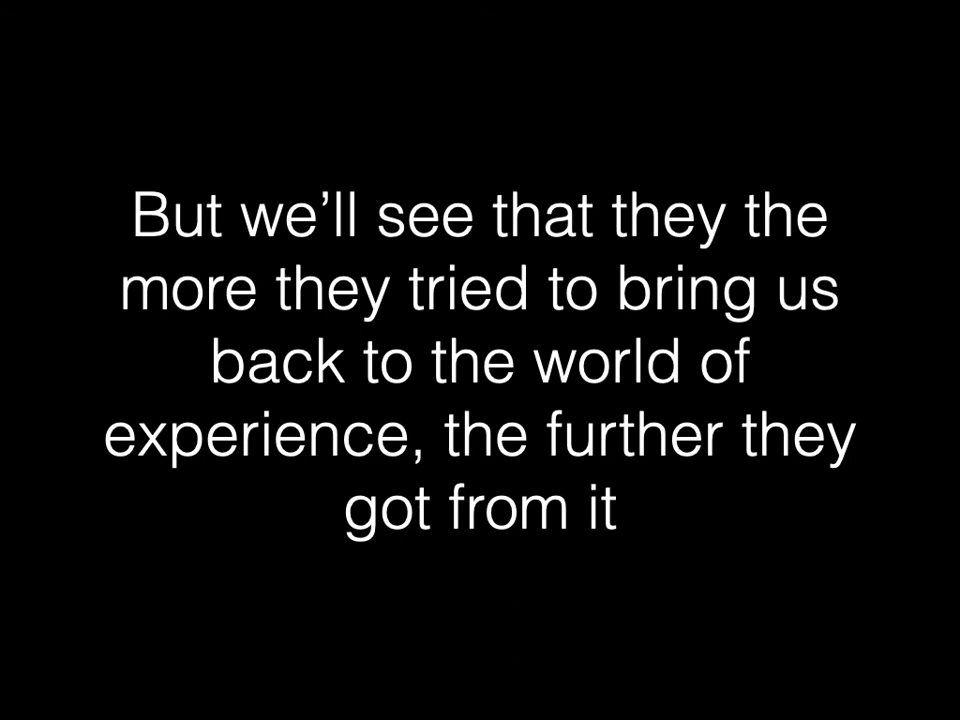 But we’ll see that they the
more they tried to bring us
back to the world of
experience, the further they
got from it